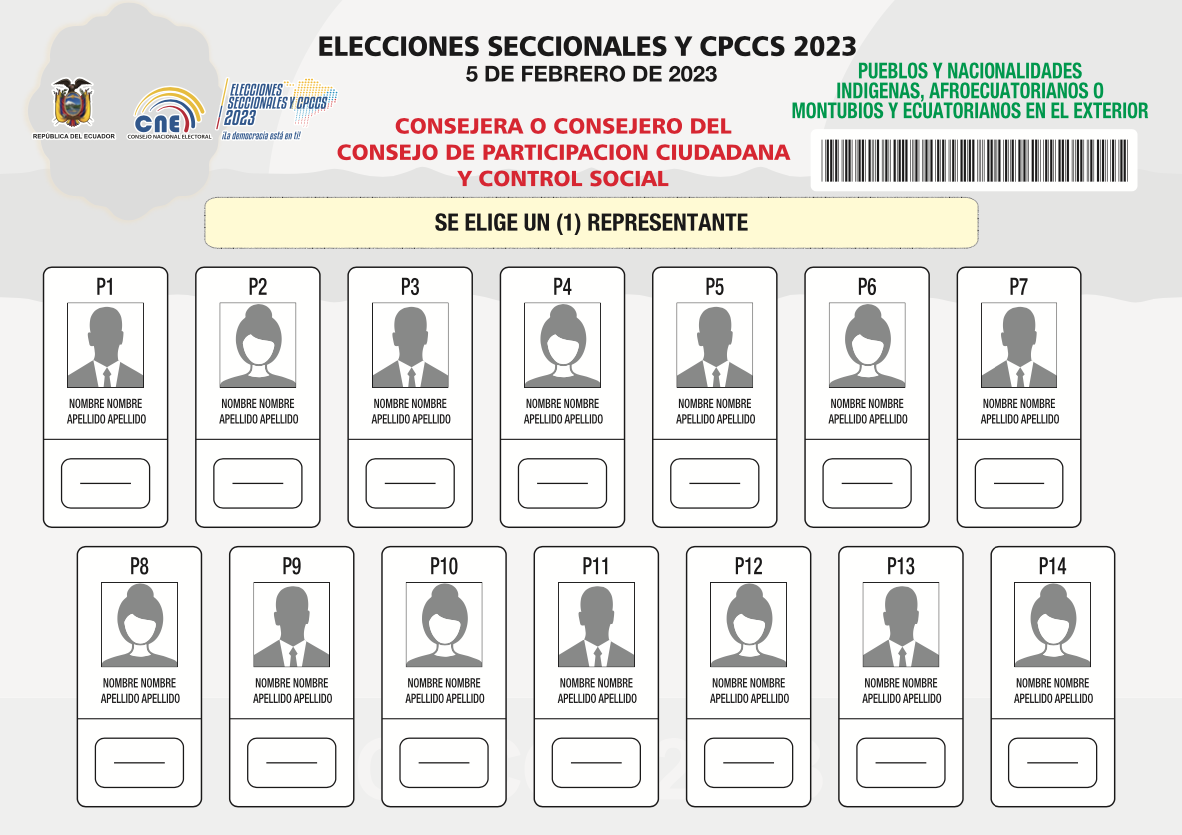 ELECCIONES SECCIONALES Y CPCCS 2023
5 DE FEBRERO DE 2023
REPÚBLICA DEL ECUADOR
CNE
CONSEJO NACIONAL ELECTORAL
ELECCIONES
SECCIONALES Y CPCCS
2023
¡La democracia está en ti!
CONSEJERA O CONSEJERO DEL
CONSEJO DE PARTICIPACION CIUDADANA
Y CONTROL SOCIAL
PUEBLOS Y NACIONALIDADES
INDIGENAS, AFROECUATORIANOS O
MONTUBIOS Y ECUATORIANOS EN EL EXTERIOR
SE ELIGE UN (1) REPRESENTANTE
P1
NOMBRE NOMBRE
APELLIDO APELLIDO
P2
NOMBRE NOMBRE
APELLIDO APELLIDO
P3
NOMBRE NOMBRE
APELLIDO APELLIDO
P4
NOMBRE NOMBRE
APELLIDO APELLIDO
P5
NOMBRE NOMBRE
APELLIDO APELLIDO
P6
NOMBRE NOMBRE
APELLIDO APELLIDO
P7
NOMBRE NOMBRE
APELLIDO APELLIDO
P8
NOMBRE NOMBRE
APELLIDO APELLIDO
P9
NOMBRE NOMBRE
APELLIDO APELLIDO
P10
NOMBRE NOMBRE
APELLIDO APELLIDO
P11
NOMBRE NOMBRE
APELLIDO APELLIDO
P12
NOMBRE NOMBRE
APELLIDO APELLIDO
P13
NOMBRE NOMBRE
APELLIDO APELLIDO
P14
NOMBRE NOMBRE
APELLIDO APELLIDO